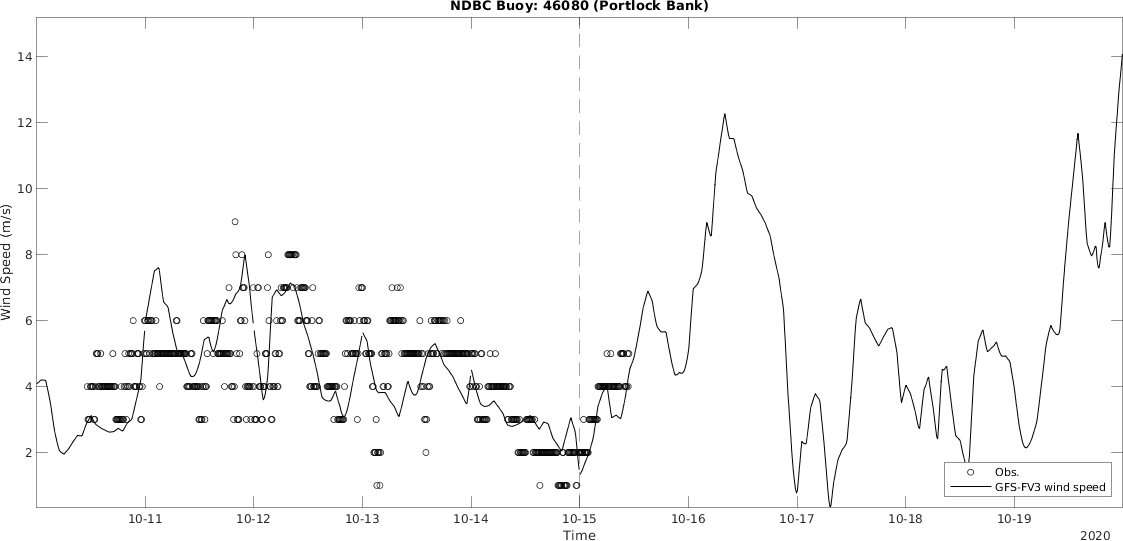 NDBC Buoy: 46080 (Portlock Bank)
14
12
10
8
6
4
2
Wind Speed (m/s)
Obs.
GFS-FV3 wind speed
10-11 10-12 10-13 10-14 10-15 10-16 10-17 10-18 10-19
Time
2020